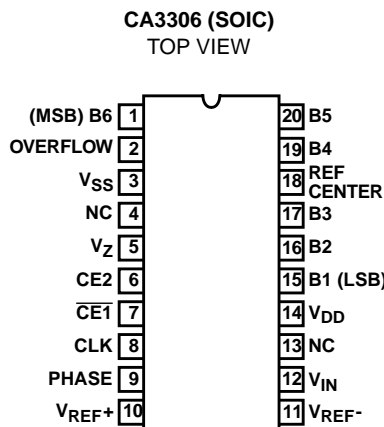 CA3306 (SOIC)
TOP VIEW
(MSB) B6 1
OVERFLOW 2
VSS 3
NC 4
VZ 5
CE2 6
CE1 7
CLK 8
PHASE 9
VREF+ 10
20 B5
19 B4
18 REF CENTER
17 B3
16 B2
15 B1 (LSB)
14 VDD
13 NC
12 VIN
11 VREF-